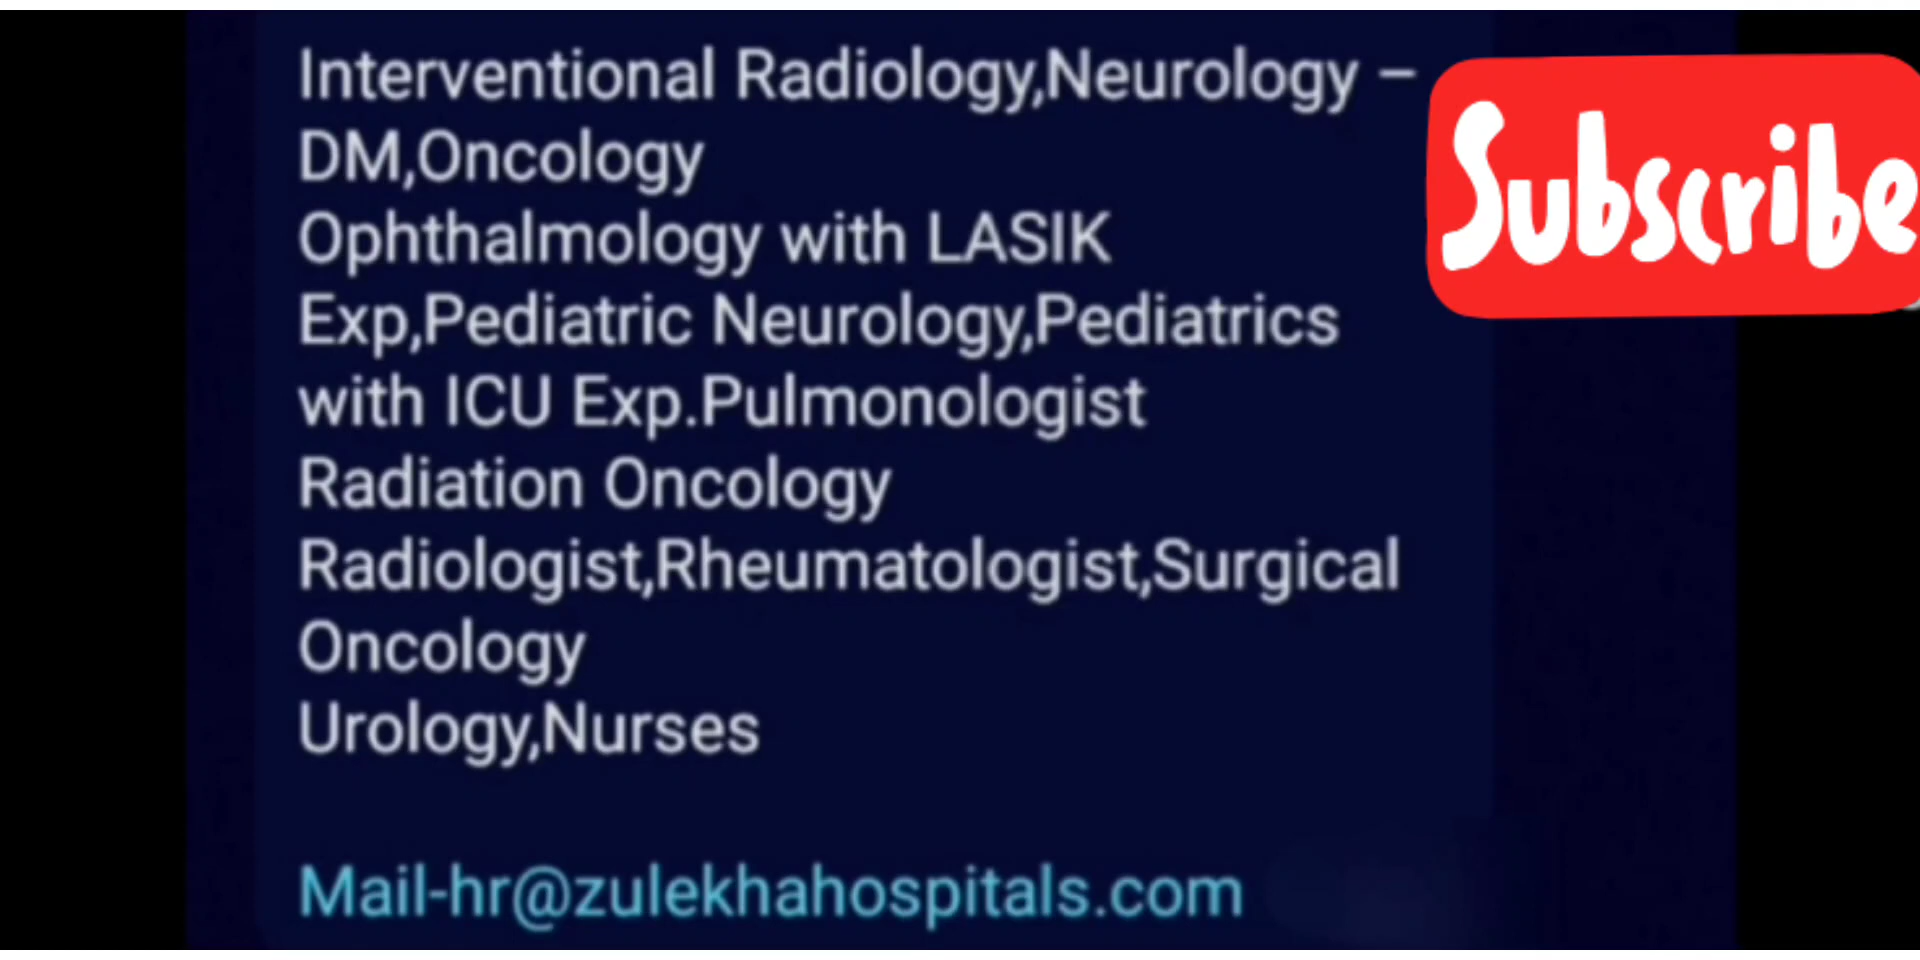 Interventional Radiology,Neurology –
DM,Oncology
Ophthalmology with LASIK
Exp,Pediatric Neurology,Pediatrics
with ICU Exp.Pulmonologist
Radiation Oncology
Radiologist,Rheumatologist,Surgical
Oncology
Urology,Nurses
Mail-hr@zulekhahospitals.com
Subscribe